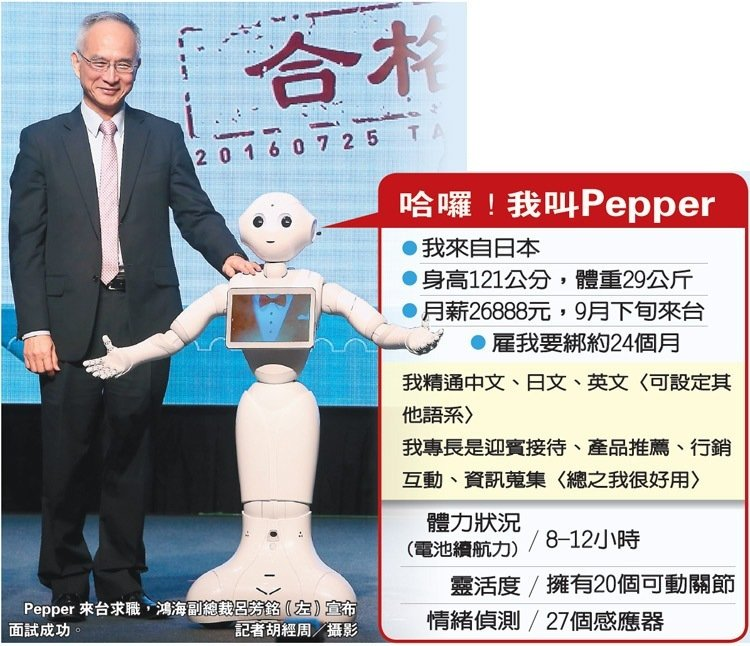 合格
20160725 TA
哈囉！我叫Pepper
●我來自日本
●身高121公分，體重29公斤
●月薪26888元，9月下旬來台
●雇我要綁約24個月
我精通中文、日文、英文〈可設定其
他語系〉
我專長是迎賓接待、產品推薦、行銷
互動、資訊蒐集〈總之我很好用〉
體力狀況
(電池續航力) / 8–12小時
靈活度 / 擁有20個可動關節
情緒偵測 / 27個感應器
Pepper 來台求職，鴻海副總裁呂芳銘（左）宣布
面試成功。 記者胡經周／攝影